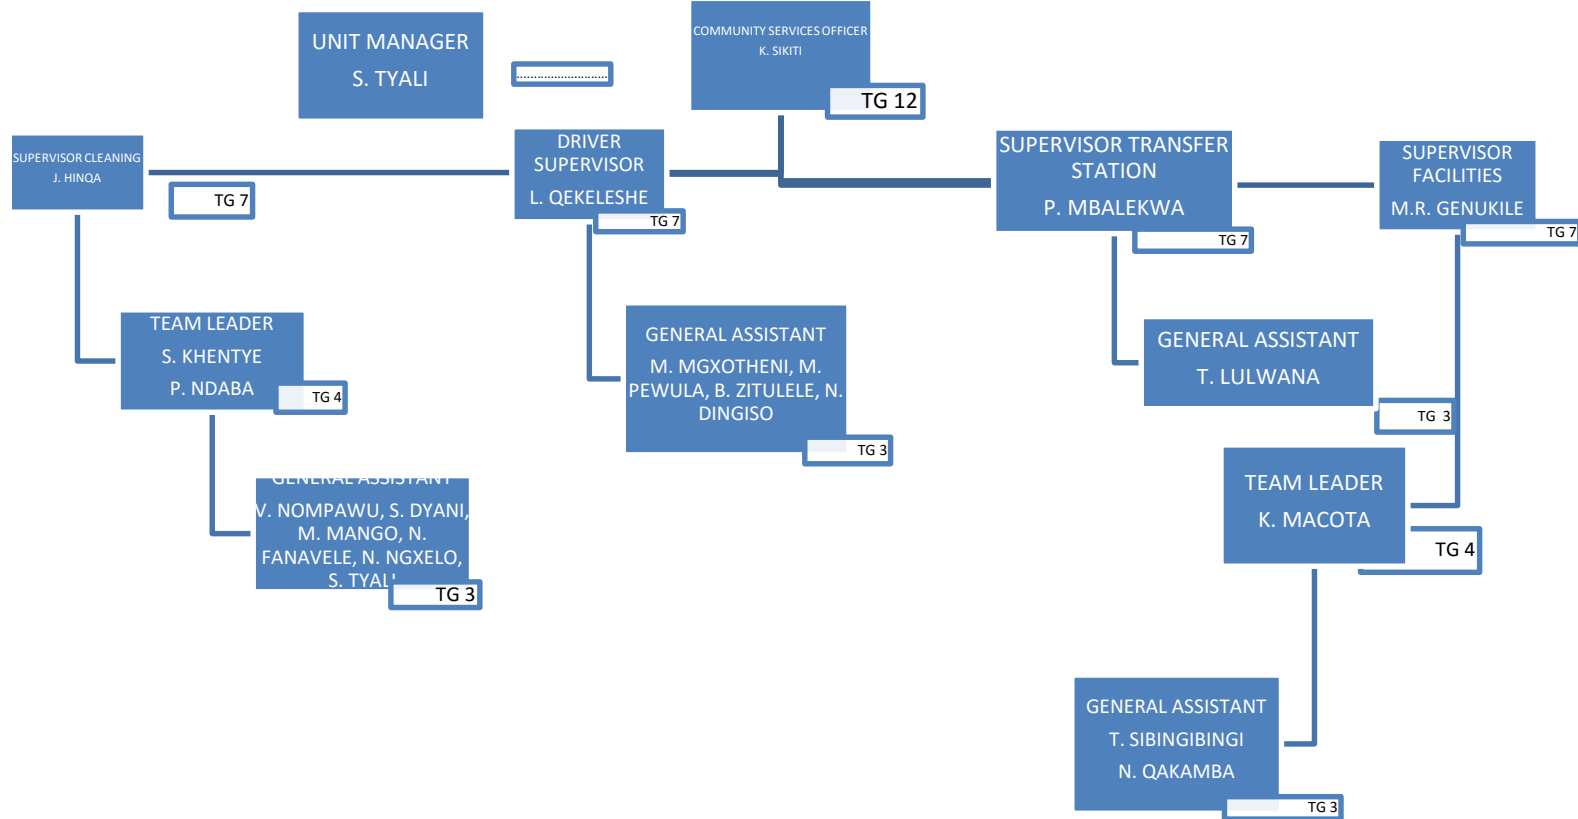 UNIT MANAGER
S. TYALI
............................
COMMUNITY SERVICES OFFICER
K. SIKITI
TG 12
SUPERVISOR CLEANING
J. HINQA
TG 7
DRIVER
SUPERVISOR
L. QEKELESHE
TG 7
SUPERVISOR TRANSFER
STATION
P. MBALEKWA
TG 7
SUPERVISOR
FACILITIES
M.R. GENUKILE
TG 7
TEAM LEADER
S. KHENTYE
P. NDABA
TG 4
GENERAL ASSISTANT
M. MGXOTHENI, M.
PEWULA, B. ZITULELE, N.
DINGISO
TG 3
GENERAL ASSISTANT
T. LULWANA
TG 3
TEAM LEADER
K. MACOTA
TG 4
GENERAL ASSISTANT
V. NOMPAWU, S. DYANI,
M. MANGO, N.
FANAVELE, N. NGXELO,
S. TYALI
TG 3
GENERAL ASSISTANT
T. SIBINGIBINGI
N. QAKAMBA
TG 3